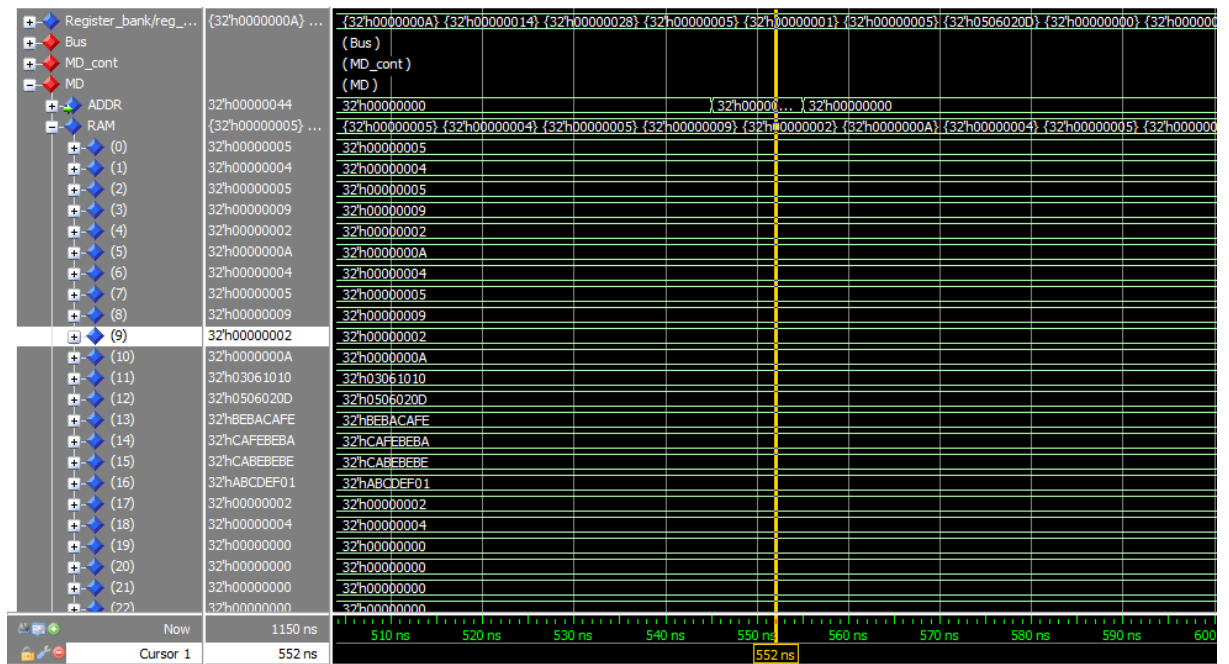 Register_bank/reg_... {32'h0000000A} ... {32'h0000000A} {32'h00000014} {32'h00000028} {32'h00000005} {32'h00000001} {32'h00000005} {32'h0506020D} {32'h00000000} {32'h000000
Bus (Bus)
MD_cont (MD_cont)
MD (MD)
ADDR 32'h00000044 32'h00000000 32'h00000... 32'h00000000
RAM {32'h00000005} ... {32'h00000005} {32'h00000004} {32'h00000005} {32'h00000009} {32'h00000002} {32'h0000000A} {32'h00000004} {32'h00000005} {32'h000000
(0) 32'h00000005 32'h00000005
(1) 32'h00000004 32'h00000004
(2) 32'h00000005 32'h00000005
(3) 32'h00000009 32'h00000009
(4) 32'h00000002 32'h00000002
(5) 32'h0000000A 32'h0000000A
(6) 32'h00000004 32'h00000004
(7) 32'h00000005 32'h00000005
(8) 32'h00000009 32'h00000009
(9) 32'h00000002 32'h00000002
(10) 32'h0000000A 32'h0000000A
(11) 32'h03061010 32'h03061010
(12) 32'h0506020D 32'h0506020D
(13) 32'hBEBACAFE 32'hBEBACAFE
(14) 32'hCAFEBEBA 32'hCAFEBEBA
(15) 32'hCABEBEBE 32'hCABEBEBE
(16) 32'hABCDEF01 32'hABCDEF01
(17) 32'h00000002 32'h00000002
(18) 32'h00000004 32'h00000004
(19) 32'h00000000 32'h00000000
(20) 32'h00000000 32'h00000000
(21) 32'h00000000 32'h00000000
(22) 32'h00000000 32'h00000000
Now 1150 ns 510 ns 520 ns 530 ns 540 ns 550 ns 560 ns 570 ns 580 ns 590 ns 600
Cursor 1 552 ns 552 ns